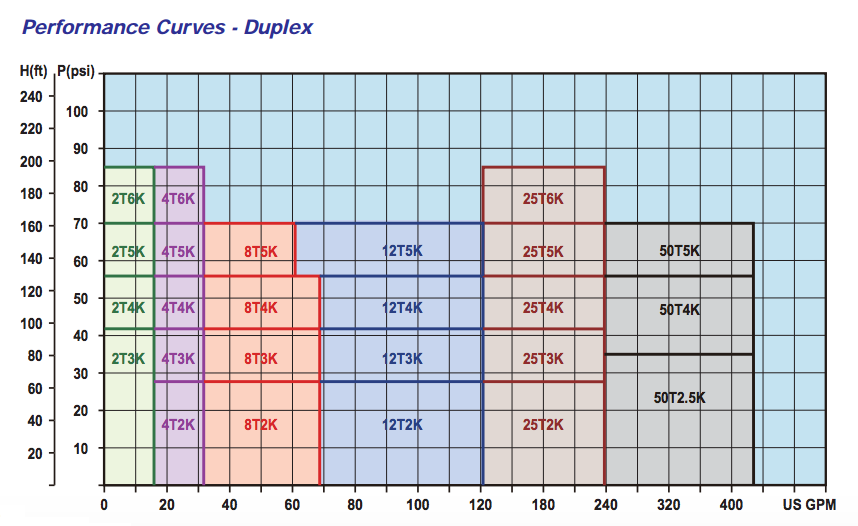 Performance Curves - Duplex
H(ft) P(psi)
240
100
220
200
90
180
80
2T6K 4T6K 25T6K
160
70
140
60
2T5K 4T5K 8T5K 12T5K 25T5K 50T5K
120
50
2T4K 4T4K 8T4K 12T4K 25T4K 50T4K
100
40
80
2T3K 4T3K 8T3K 12T3K 25T3K
60
30
50T2.5K
40
20
4T2K 8T2K 12T2K 25T2K
20
10
0 20 40 60 80 100 120 180 240 320 400 US GPM